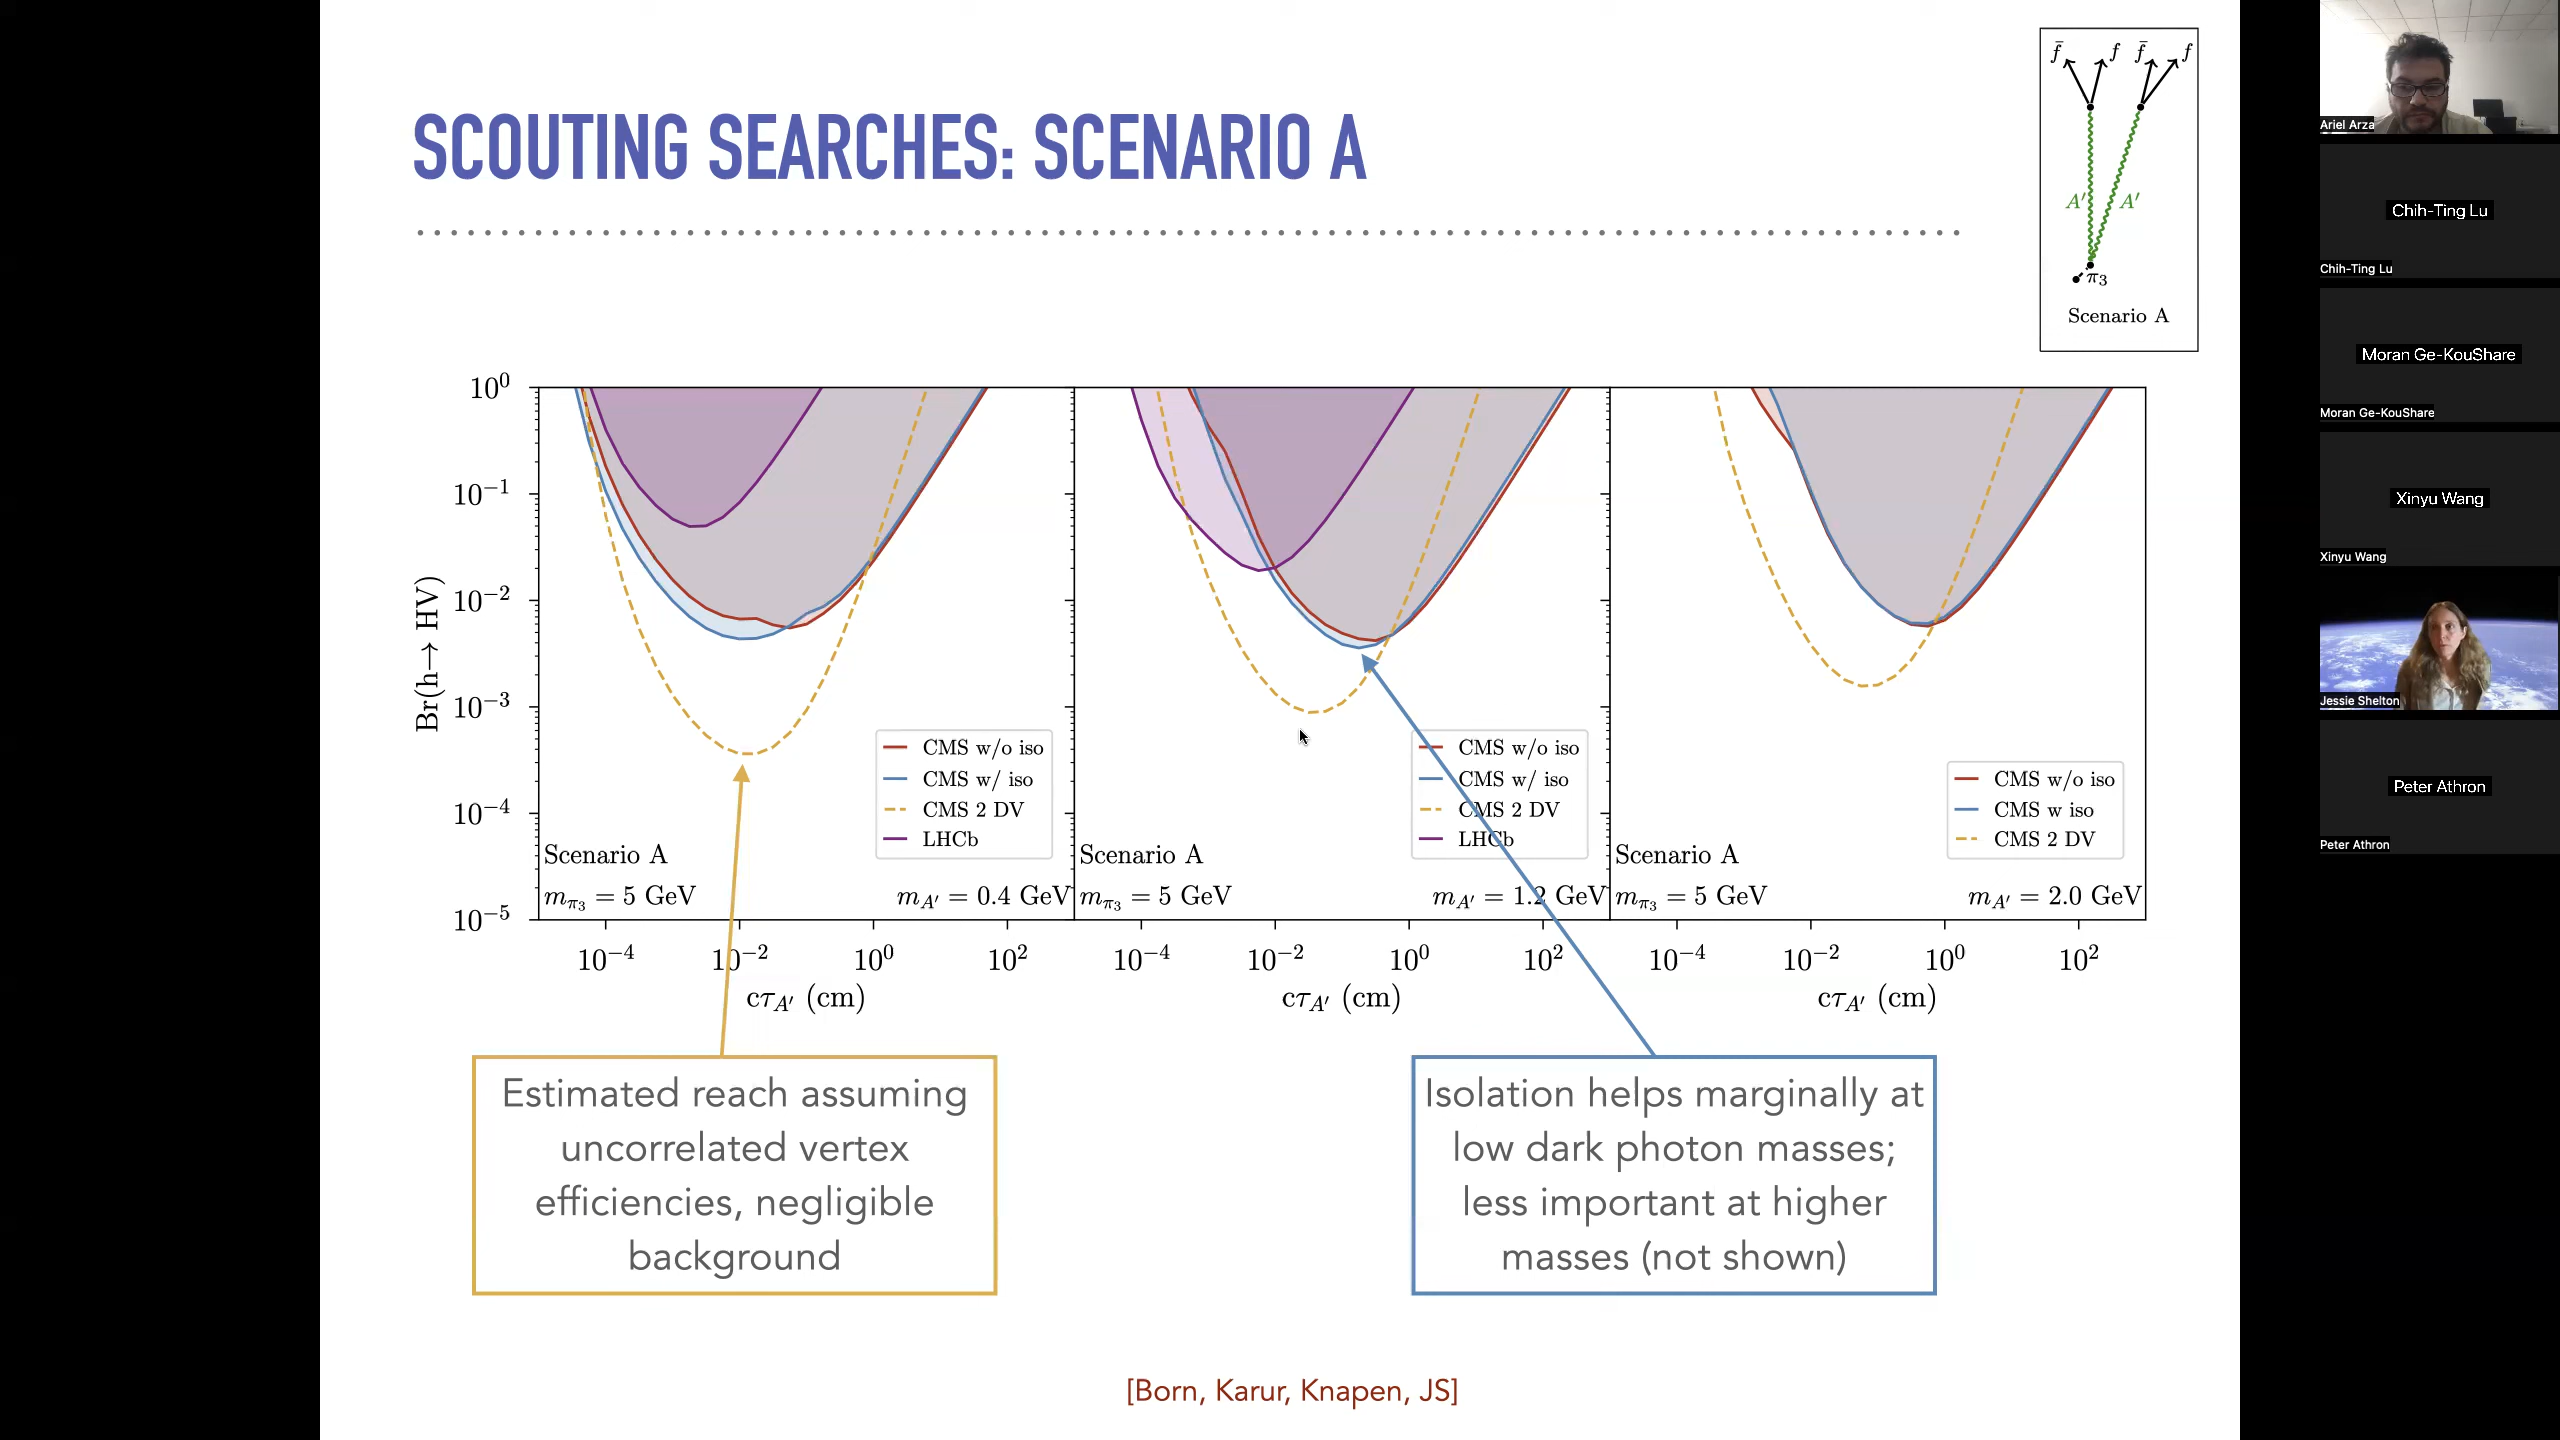 SCOUTING SEARCHES: SCENARIO A
f̄ f f̄ f
A′ A′
π₃
Scenario A
Br(h→ HV)
10⁰
10⁻¹
10⁻²
10⁻³
10⁻⁴
10⁻⁵
CMS w/o iso
CMS w/ iso
CMS 2 DV
LHCb
Scenario A
m_π₃ = 5 GeV
m_A′ = 0.4 GeV
10⁻⁴ 10⁻² 10⁰ 10²
cτ_A′ (cm)
CMS w/o iso
CMS w/ iso
CMS 2 DV
LHCb
Scenario A
m_π₃ = 5 GeV
m_A′ = 1.2 GeV
10⁻⁴ 10⁻² 10⁰ 10²
cτ_A′ (cm)
CMS w/o iso
CMS w iso
CMS 2 DV
Scenario A
m_π₃ = 5 GeV
m_A′ = 2.0 GeV
10⁻⁴ 10⁻² 10⁰ 10²
cτ_A′ (cm)
Estimated reach assuming
uncorrelated vertex
efficiencies, negligible
background
Isolation helps marginally at
low dark photon masses;
less important at higher
masses (not shown)
[Born, Karur, Knapen, JS]
Ariel Arza
Chih-Ting Lu
Chih-Ting Lu
Moran Ge-KouShare
Moran Ge-KouShare
Xinyu Wang
Xinyu Wang
Jessie Shelton
Peter Athron
Peter Athron